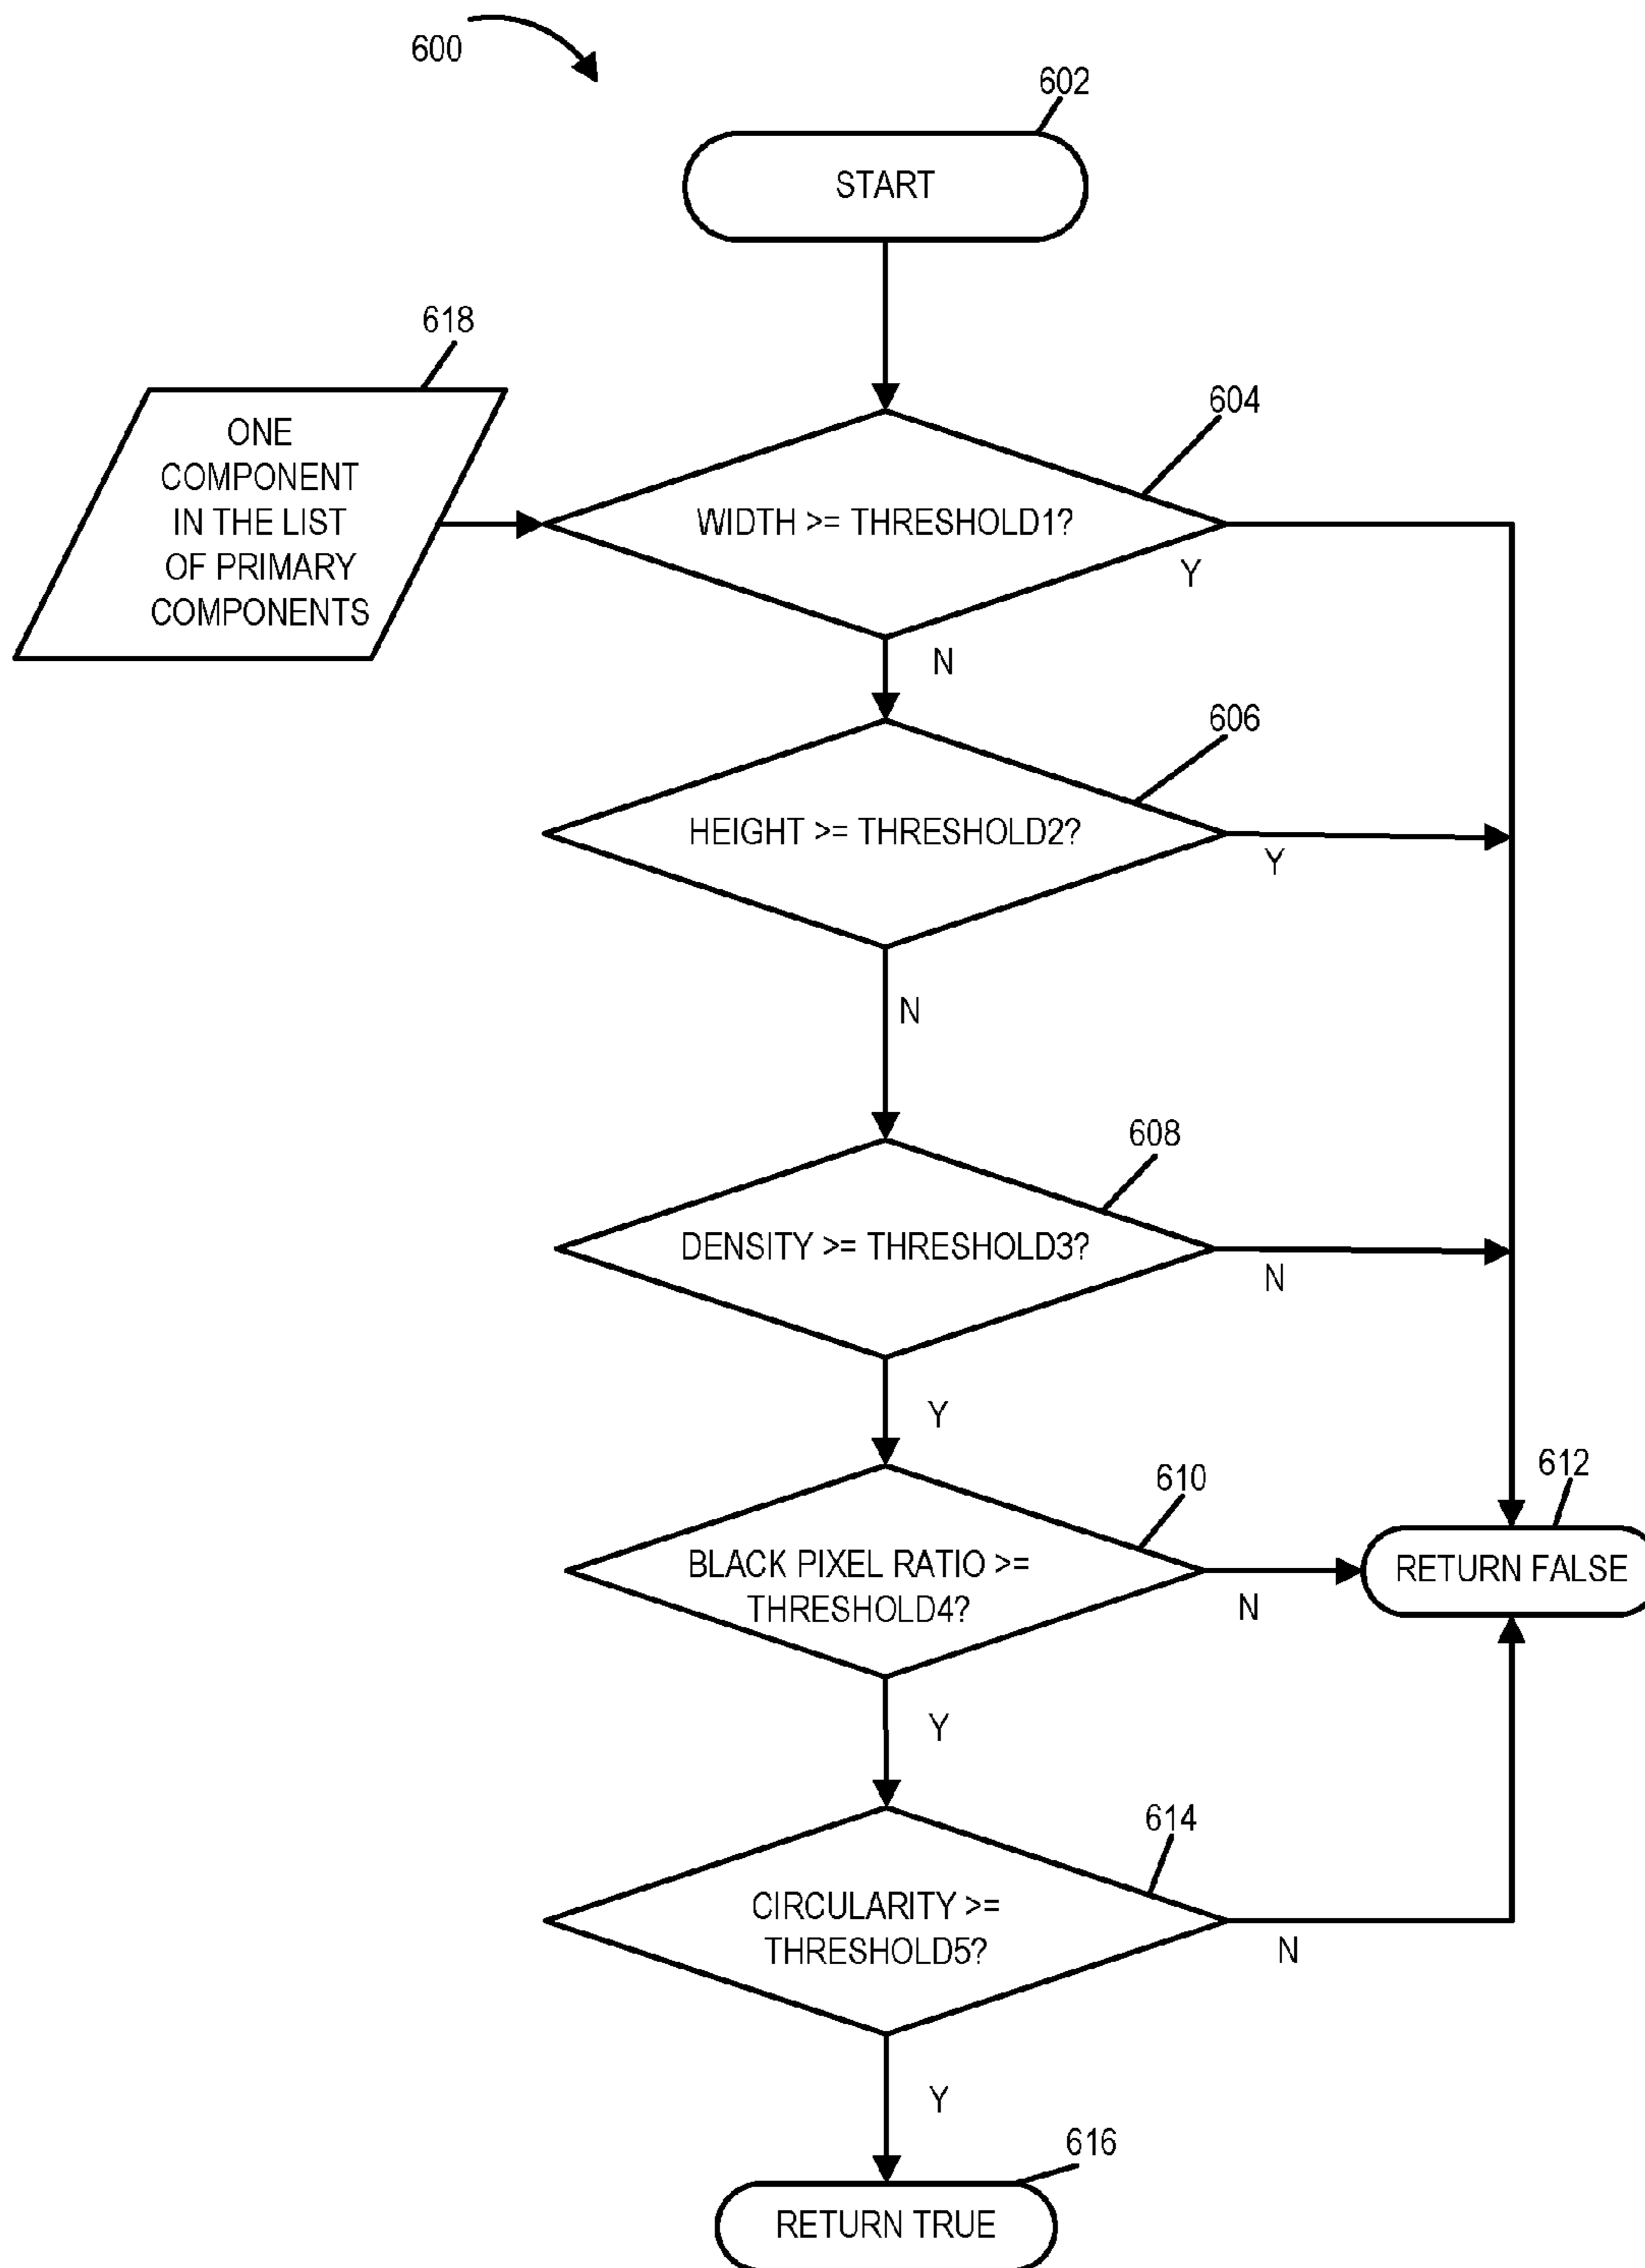 600
602
START
618
ONE
COMPONENT
IN THE LIST
OF PRIMARY
COMPONENTS
604
WIDTH >= THRESHOLD1?
Y
N
606
HEIGHT >= THRESHOLD2?
Y
N
608
DENSITY >= THRESHOLD3?
N
Y
610
BLACK PIXEL RATIO >=
THRESHOLD4?
N
612
RETURN FALSE
Y
614
CIRCULARITY >=
THRESHOLD5?
N
Y
616
RETURN TRUE